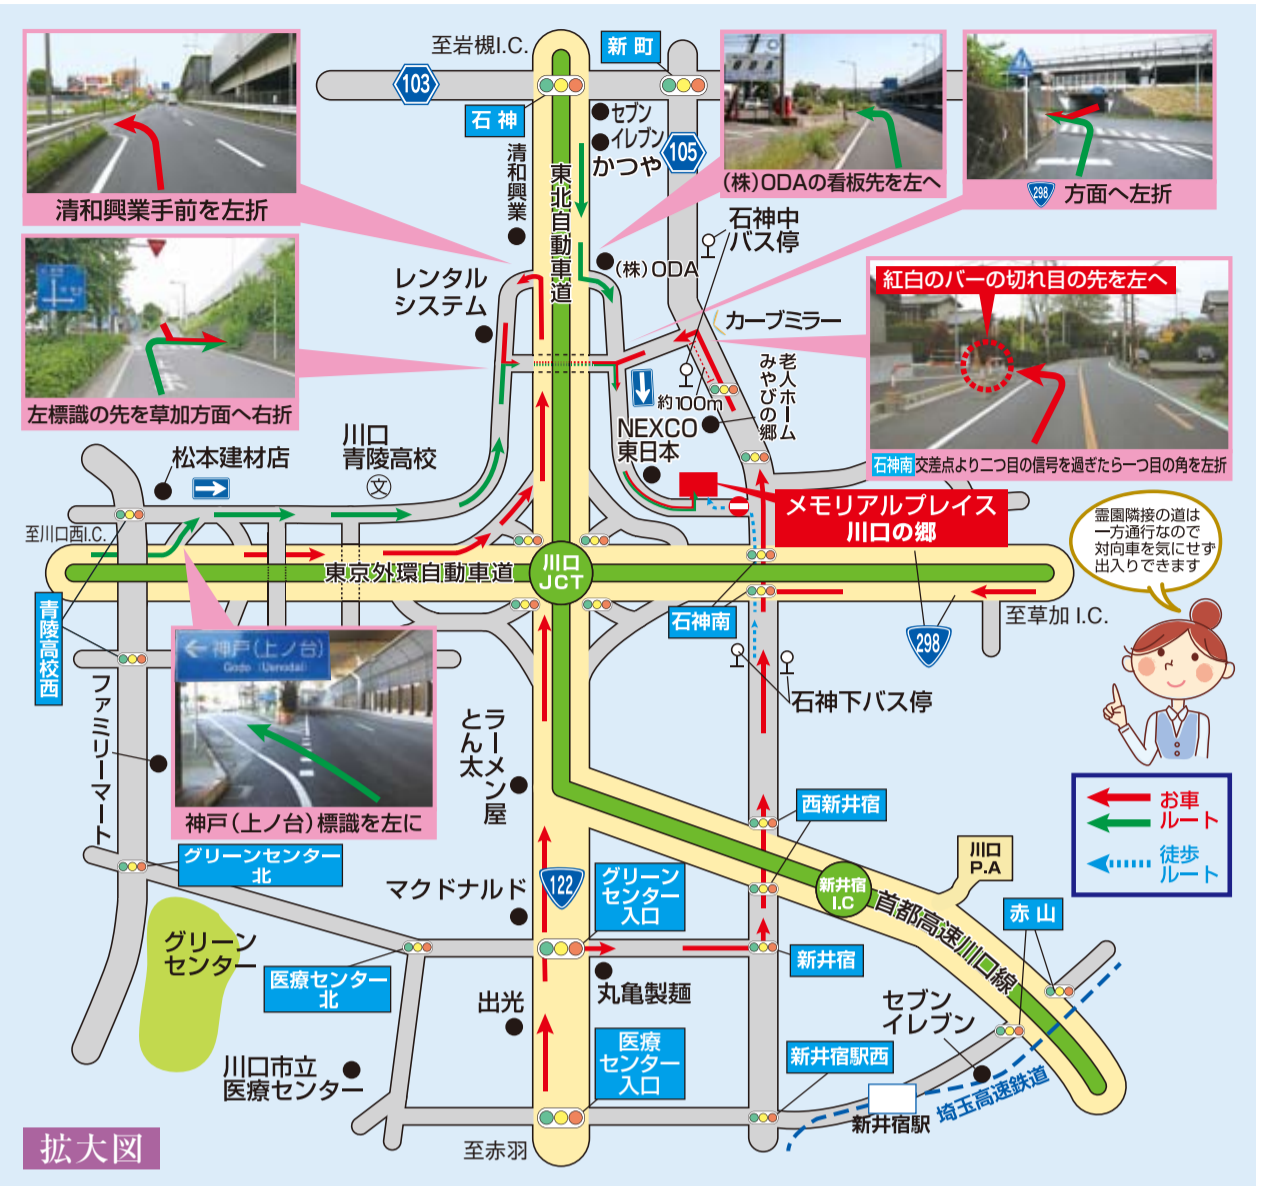 至岩槻I.C.
新町
103
石神
セブン
イレブン
かつや
105
清和興業
東北自動車道
清和興業手前を左折
(株)ODAの看板先を左へ
298 方面へ左折
石神中
バス停
(株)ODA
レンタル
システム
カーブミラー
紅白のバーの切れ目の先を左へ
石神南 交差点より二つ目の信号を過ぎたら一つ目の角を左折
左標識の先を草加方面へ右折
約100m
老人ホーム
みやびの郷
NEXCO
東日本
松本建材店
川口
青陵高校
文
メモリアルプレイス
川口の郷
霊園隣接の道は
一方通行なので
対向車を気にせず
出入りできます
至川口西I.C.
東京外環自動車道
川口
JCT
青陵高校西
石神南
298
至草加 I.C.
神戸(上ノ台)
Godo (Uenodai)
神戸(上ノ台)標識を左に
石神下バス停
ファミリーマート
ラーメン屋
とん太
西新井宿
お車
ルート
徒歩
ルート
グリーンセンター
北
マクドナルド
122
グリーン
センター
入口
新井宿
I.C
川口
P.A
首都高速川口線
赤山
グリーン
センター
医療センター
北
新井宿
丸亀製麺
出光
セブン
イレブン
医療
センター
入口
新井宿駅西
川口市立
医療センター
埼玉高速鉄道
新井宿駅
至赤羽
拡大図